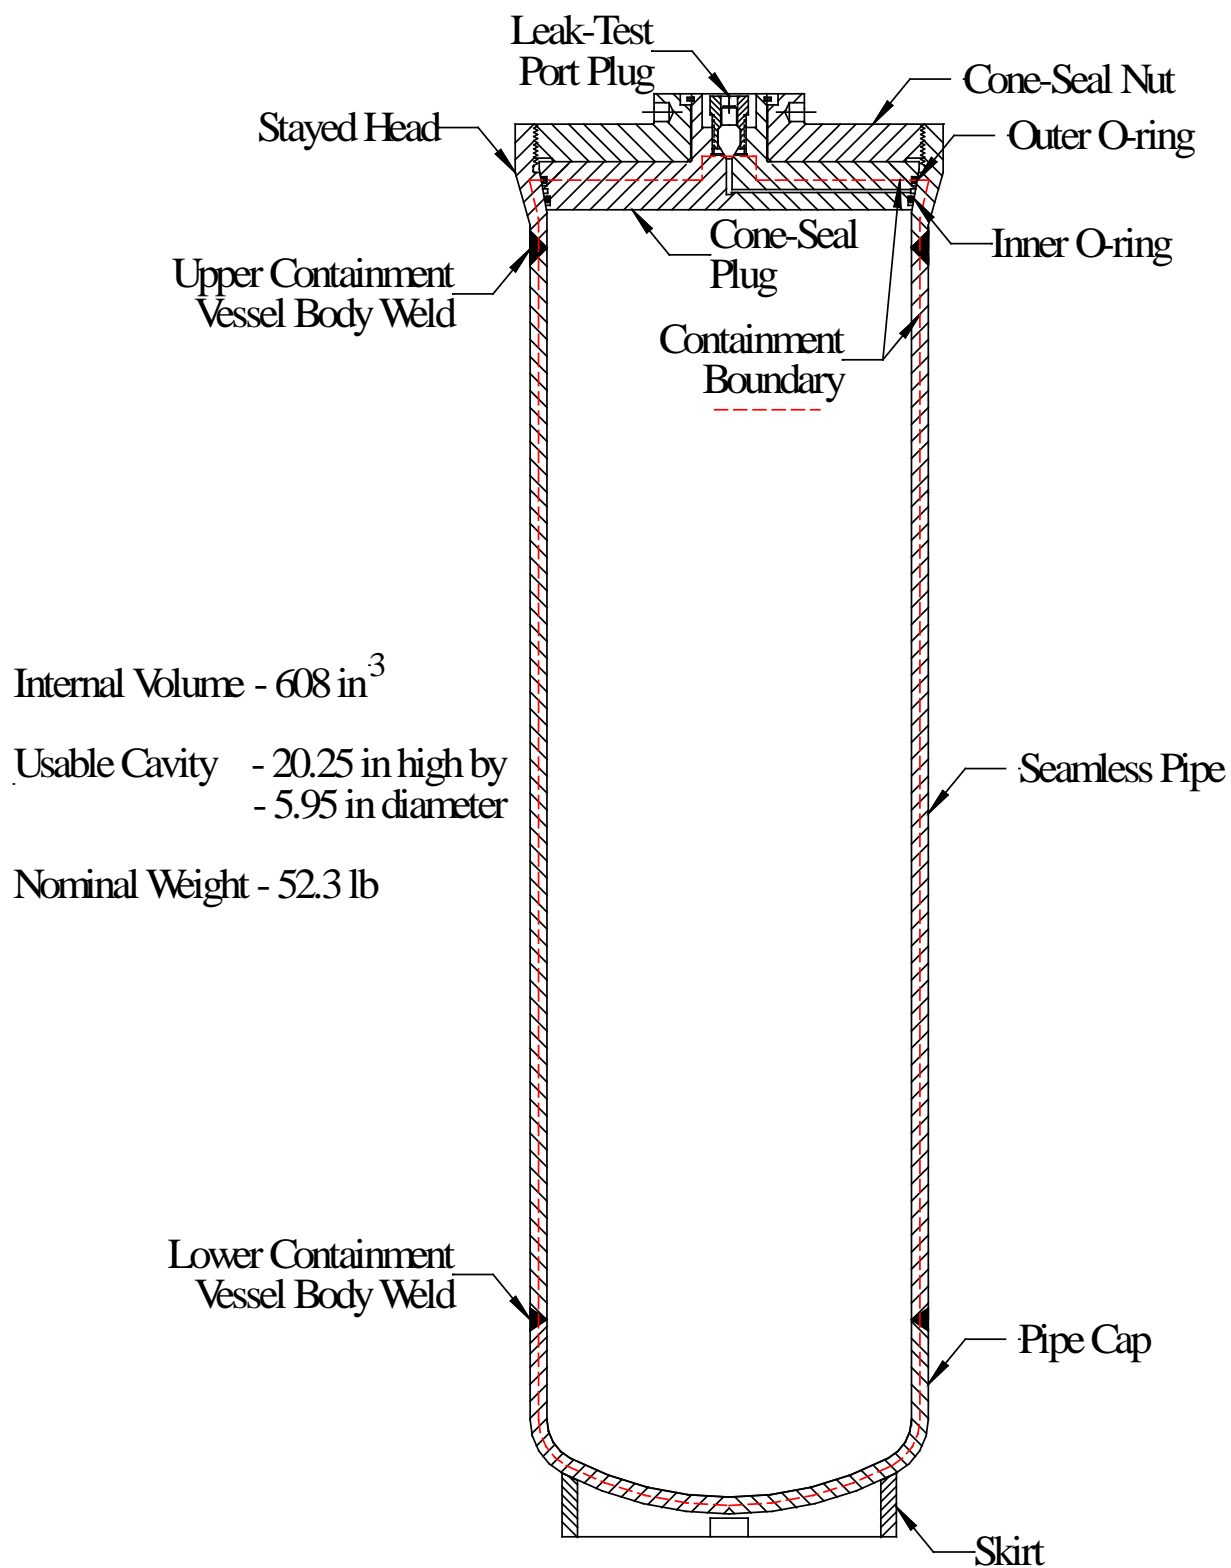 Leak-Test
Port Plug
Cone-Seal Nut
Stayed Head
Outer O-ring
Cone-Seal
Plug
Inner O-ring
Upper Containment
Vessel Body Weld
Containment
Boundary
Internal Volume - 608 in³
Usable Cavity - 20.25 in high by
- 5.95 in diameter
Seamless Pipe
Nominal Weight - 52.3 lb
Lower Containment
Vessel Body Weld
Pipe Cap
Skirt